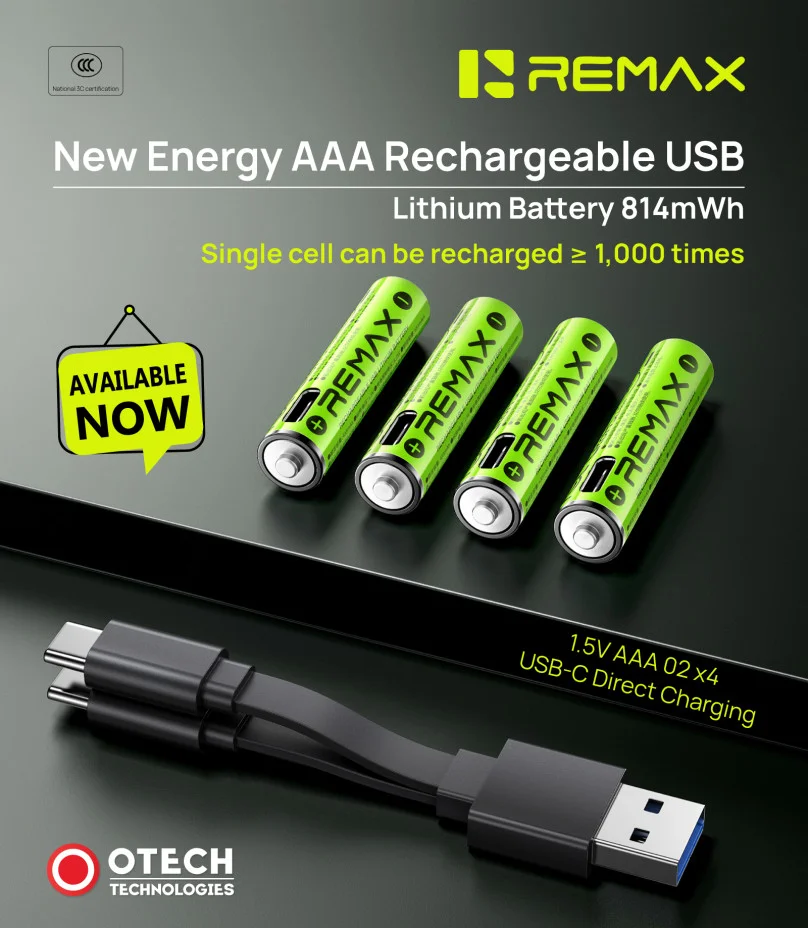 National 3C certification
REMAX
New Energy AAA Rechargeable USB
Lithium Battery 814mWh
Single cell can be recharged ≥ 1,000 times
AVAILABLE
NOW
REMAX
REMAX
REMAX
REMAX
1.5V AAA 02 x4
USB-C Direct Charging
OTECH
TECHNOLOGIES